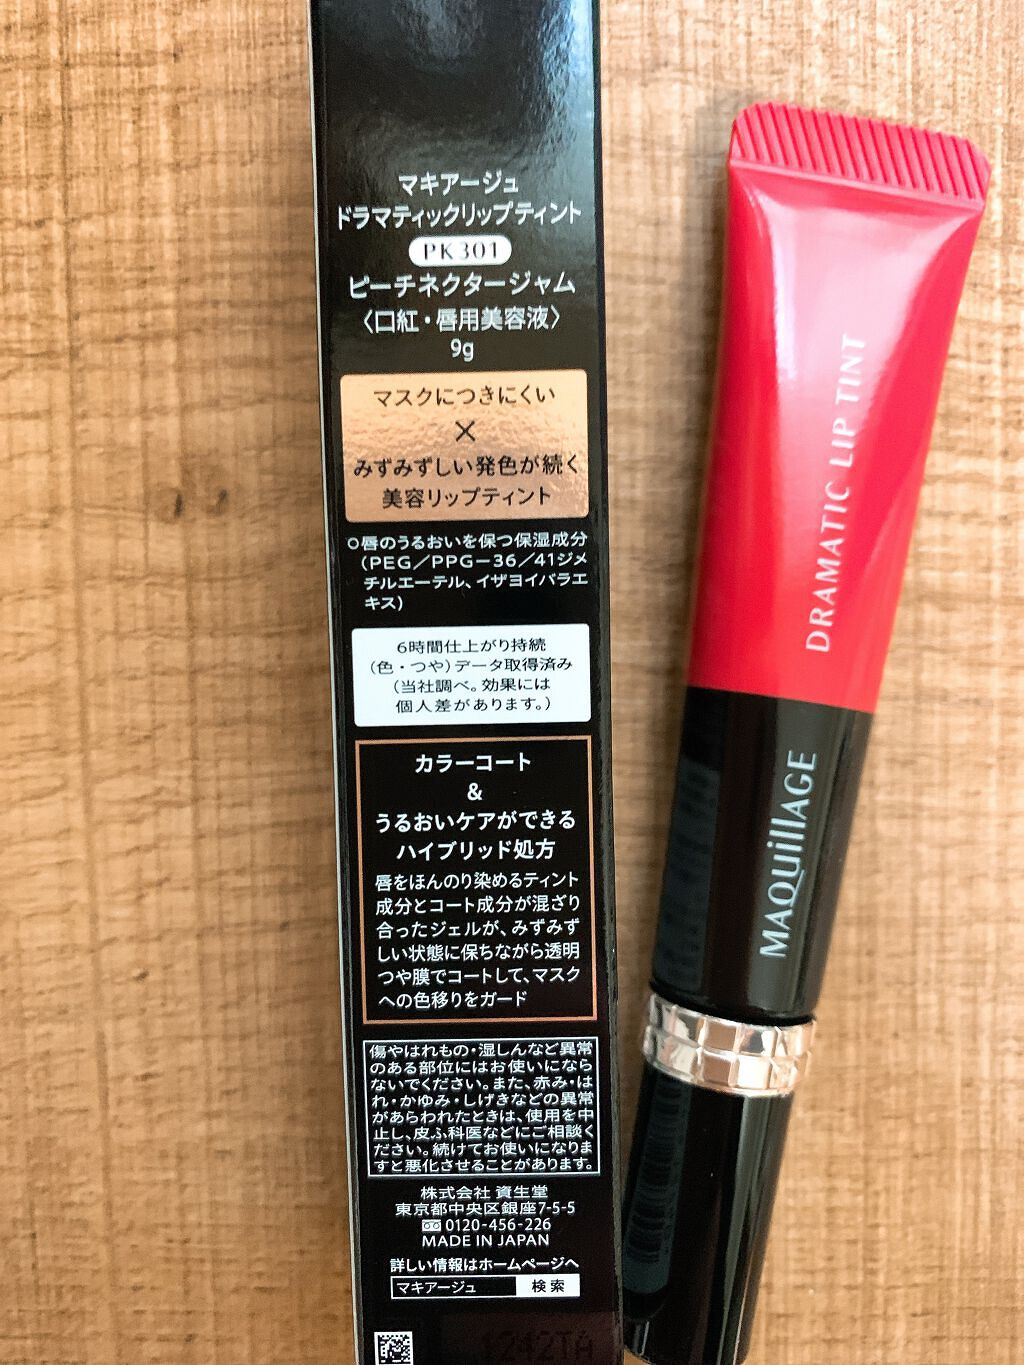 マキアージュ
ドラマティックリップティント
PK301
ピーチネクタージャム
〈口紅・唇用美容液〉
9g
マスクにつきにくい
×
みずみずしい発色が続く
美容リップティント
○唇のうるおいを保つ保湿成分
(PEG/PPG-36/41ジメ
チルエーテル、イザヨイバラエ
キス)
6時間仕上がり持続
(色・つや)データ取得済み
(当社調べ。効果には
個人差があります。)
カラーコート
&
うるおいケアができる
ハイブリッド処方
唇をほんのり染めるティント
成分とコート成分が混ざり
合ったジェルが、みずみず
しい状態に保ちながら透明
つや膜でコートして、マスク
への色移りをガード
傷やはれもの・湿しんなど異常
のある部位にはお使いになら
ないでください。また、赤み・は
れ・かゆみ・しげきなどの異常
があらわれたときは、使用を中
止し、皮ふ科医などにご相談く
ださい。続けてお使いになりま
すと悪化させることがあります。
株式会社 資生堂
東京都中央区銀座7-5-5
0120-456-226
MADE IN JAPAN
詳しい情報はホームページへ
マキアージュ 検索
1242TA
DRAMATIC LIP TINT
MAQuillAGE